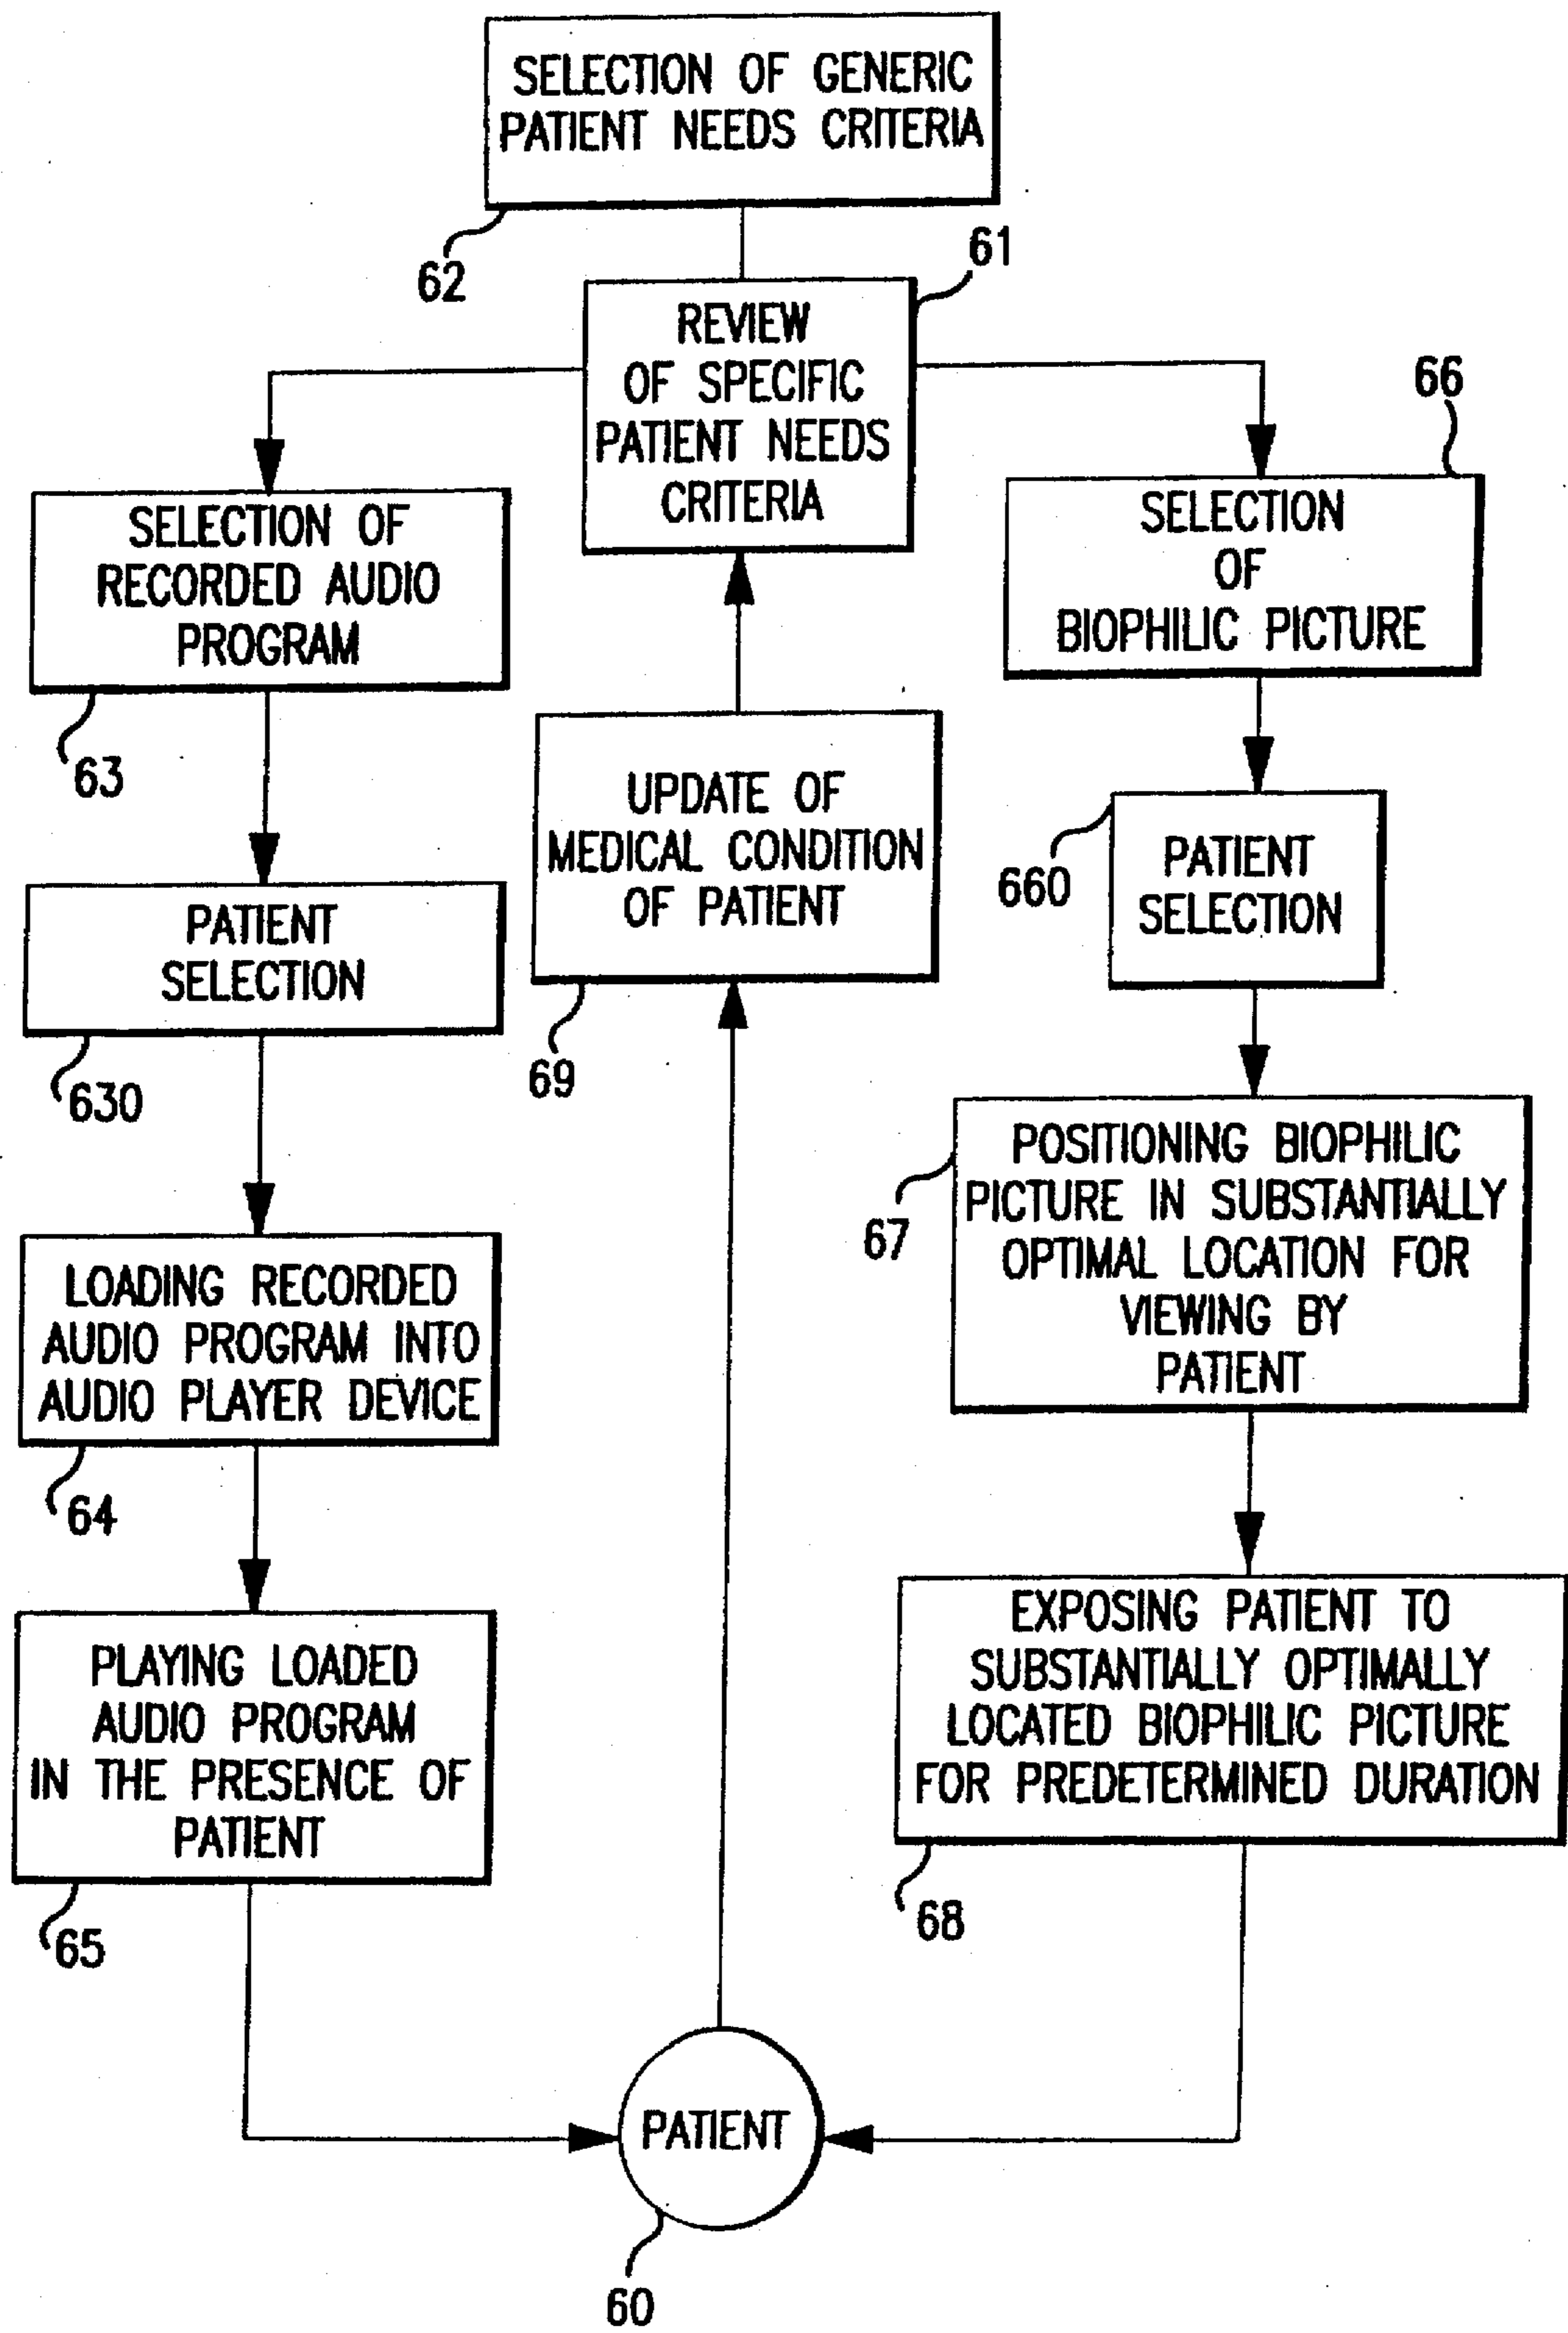 SELECTION OF GENERIC
PATIENT NEEDS CRITERIA
62
61
REVIEW
OF SPECIFIC
PATIENT NEEDS
CRITERIA
66
SELECTION OF
RECORDED AUDIO
PROGRAM
63
SELECTION
OF
BIOPHILIC PICTURE
UPDATE OF
MEDICAL CONDITION
OF PATIENT
69
660
PATIENT
SELECTION
PATIENT
SELECTION
630
POSITIONING BIOPHILIC
PICTURE IN SUBSTANTIALLY
OPTIMAL LOCATION FOR
VIEWING BY
PATIENT
67
LOADING RECORDED
AUDIO PROGRAM INTO
AUDIO PLAYER DEVICE
64
EXPOSING PATIENT TO
SUBSTANTIALLY OPTIMALLY
LOCATED BIOPHILIC PICTURE
FOR PREDETERMINED DURATION
68
PLAYING LOADED
AUDIO PROGRAM
IN THE PRESENCE OF
PATIENT
65
PATIENT
60